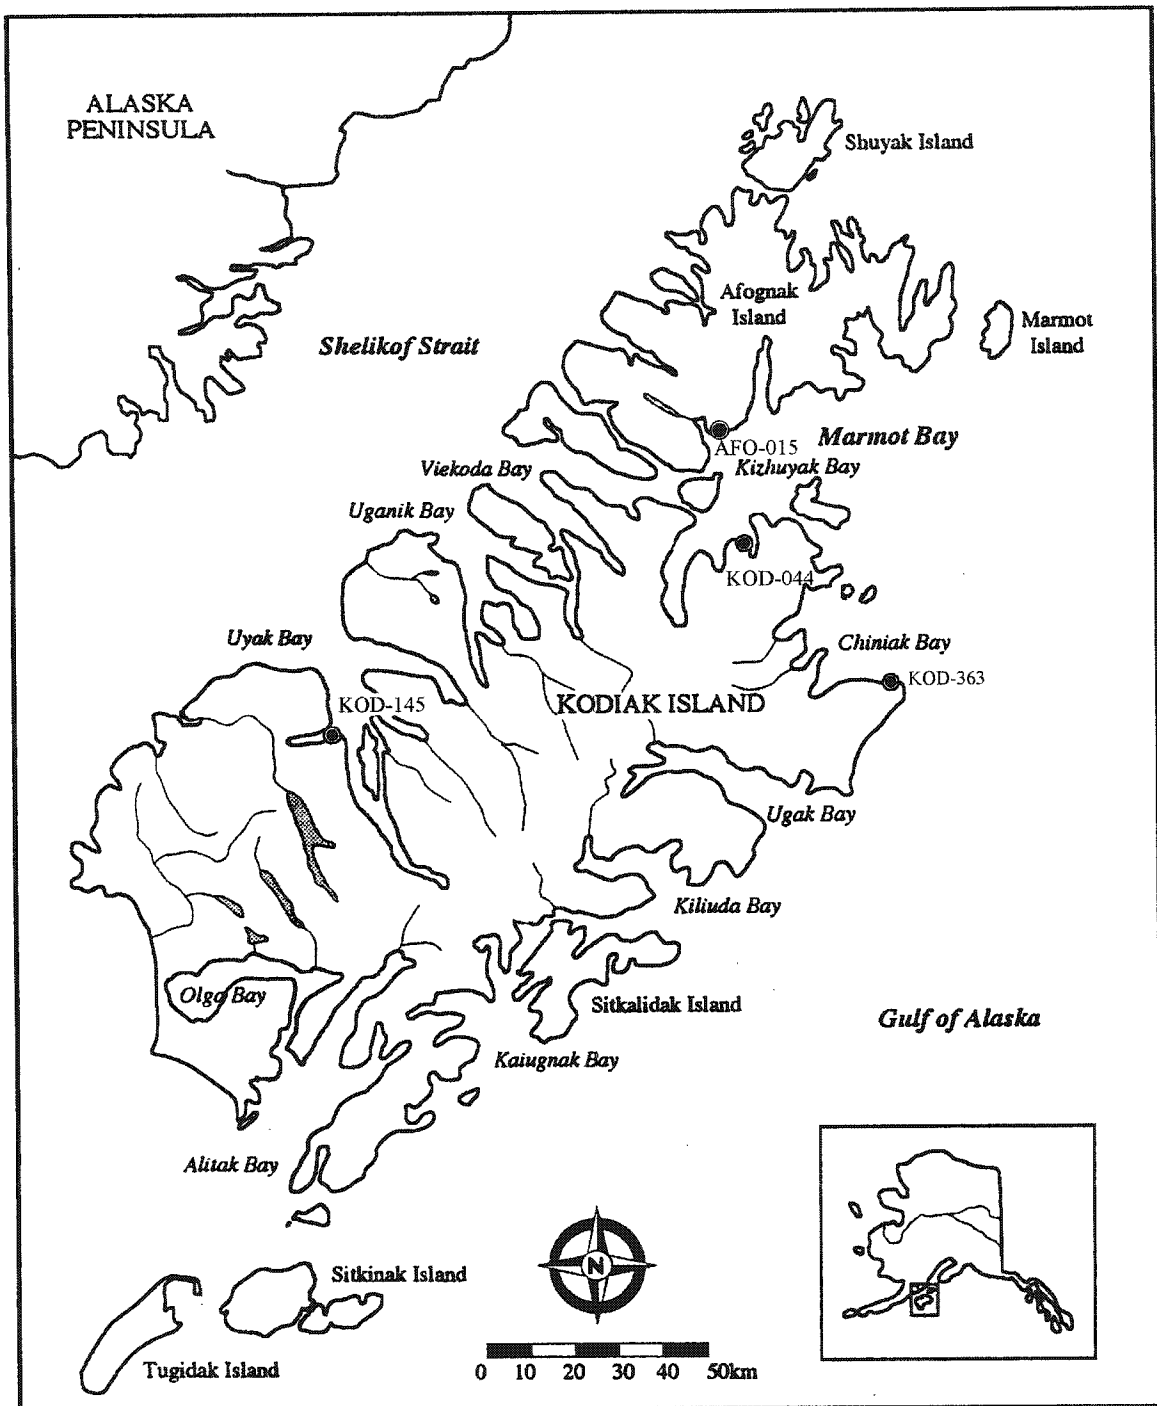 ALASKA
PENINSULA
Shuyak Island
Afognak
Island
Marmot
Island
Shelikof Strait
Marmot Bay
AFO-015
Kizhuyak Bay
Viekoda Bay
Uganik Bay
KOD-044
Uyak Bay
Chiniak Bay
KOD-363
KOD-145
KODIAK ISLAND
Ugak Bay
Kiliuda Bay
Olga Bay
Sitkalidak Island
Gulf of Alaska
Kaiugnak Bay
Alitak Bay
N
Sitkinak Island
Tugidak Island
0 10 20 30 40 50km